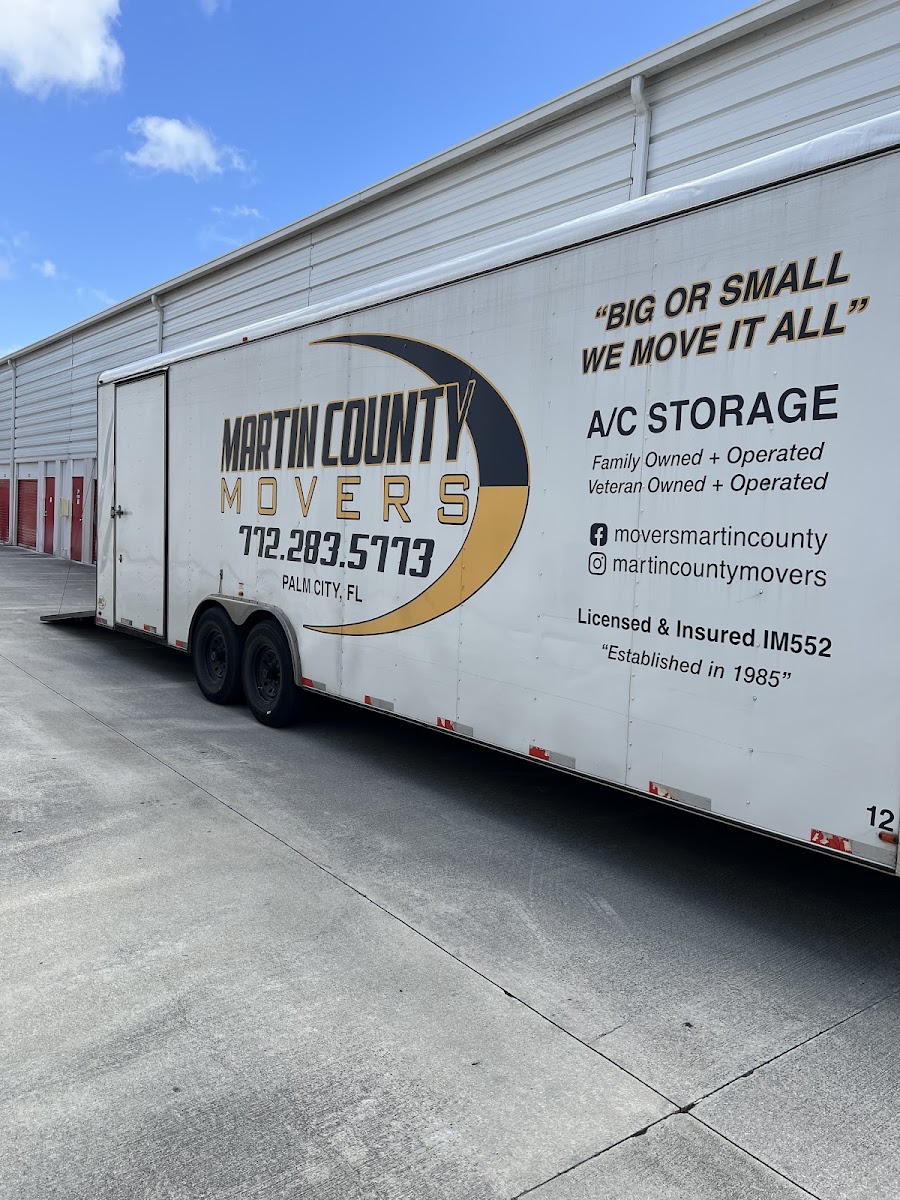 MARTIN COUNTY
MOVERS
772.283.5773
PALM CITY, FL
“BIG OR SMALL
WE MOVE IT ALL”
A/C STORAGE
Family Owned + Operated
Veteran Owned + Operated
moversmartincounty
martincountymovers
Licensed & Insured IM552
“Established in 1985”
12